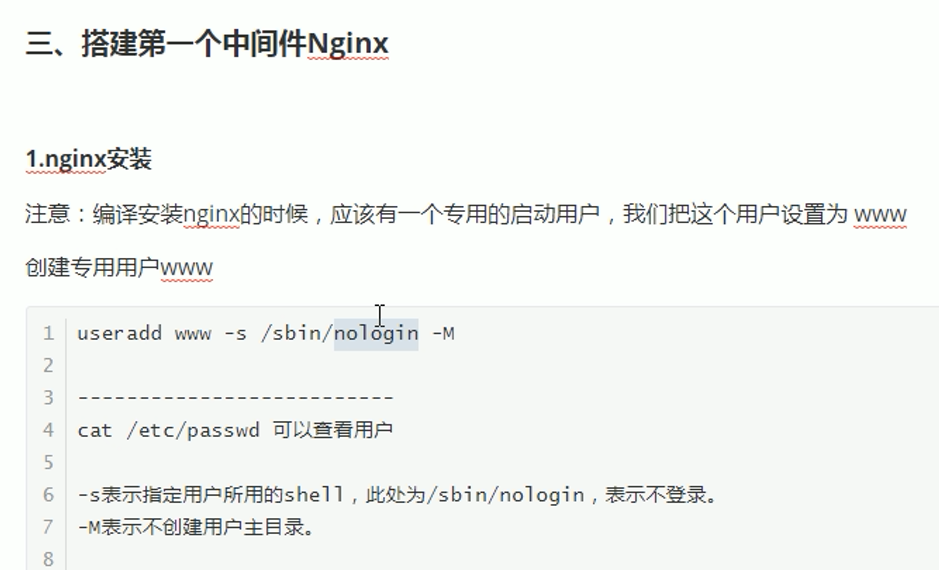 三、搭建第一个中间件Nginx
1.nginx安装
注意：编译安装nginx的时候，应该有一个专用的启动用户，我们把这个用户设置为 www
创建专用用户www
1 useradd www -s /sbin/nologin -M
2
3 --------------------------
4 cat /etc/passwd 可以查看用户
5
6 -s表示指定用户所用的shell，此处为/sbin/nologin，表示不登录。
7 -M表示不创建用户主目录。
8